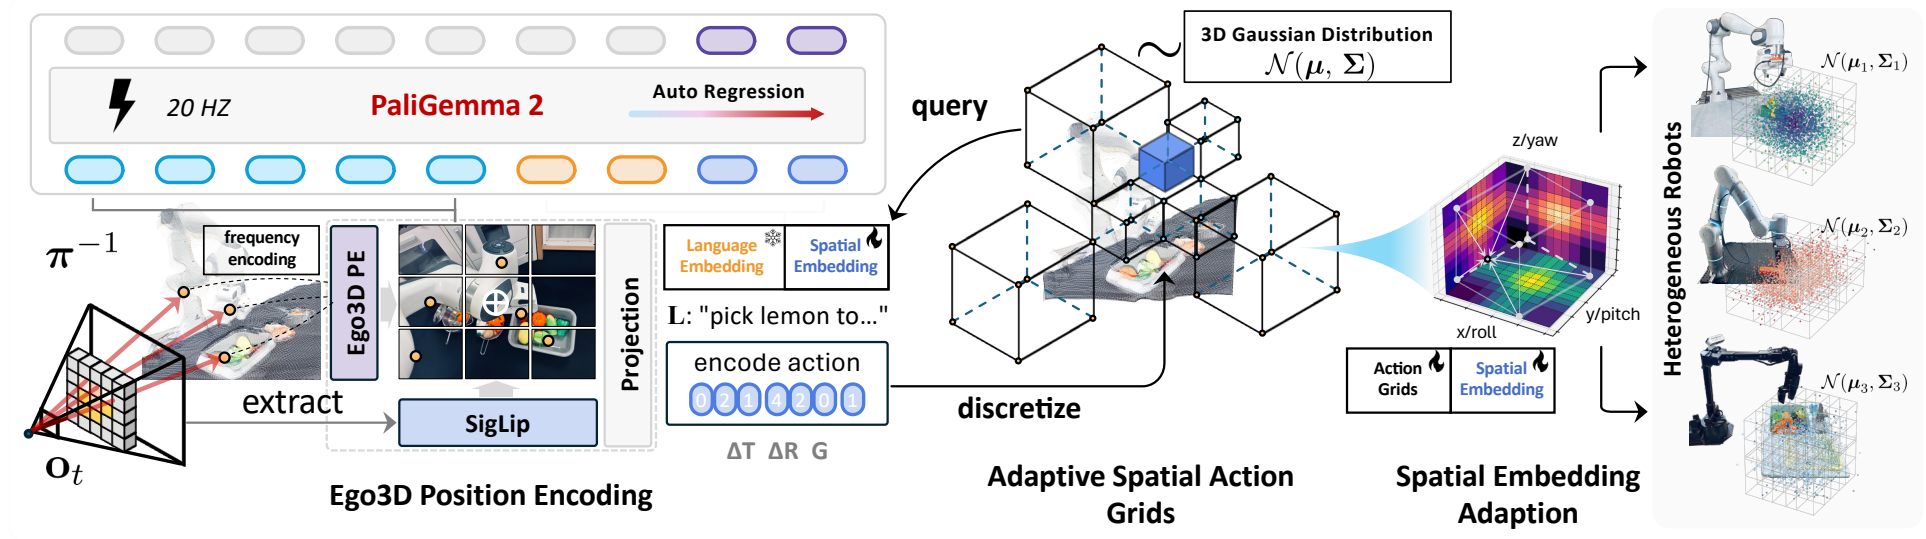 20 HZ
PaliGemma 2
Auto Regression
π⁻¹
frequency
encoding
Ego3D PE
Projection
extract
SigLip
o_t
Ego3D Position Encoding
query
Language
Embedding
Spatial
Embedding
L: "pick lemon to..."
encode action
0 2 1 4 2 0 1
ΔT ΔR G
discretize
3D Gaussian Distribution
N(μ, Σ)
Adaptive Spatial Action
Grids
z/yaw
y/pitch
x/roll
Action
Grids
Spatial
Embedding
Spatial Embedding
Adaption
Heterogeneous Robots
N(μ₁, Σ₁)
N(μ₂, Σ₂)
N(μ₃, Σ₃)